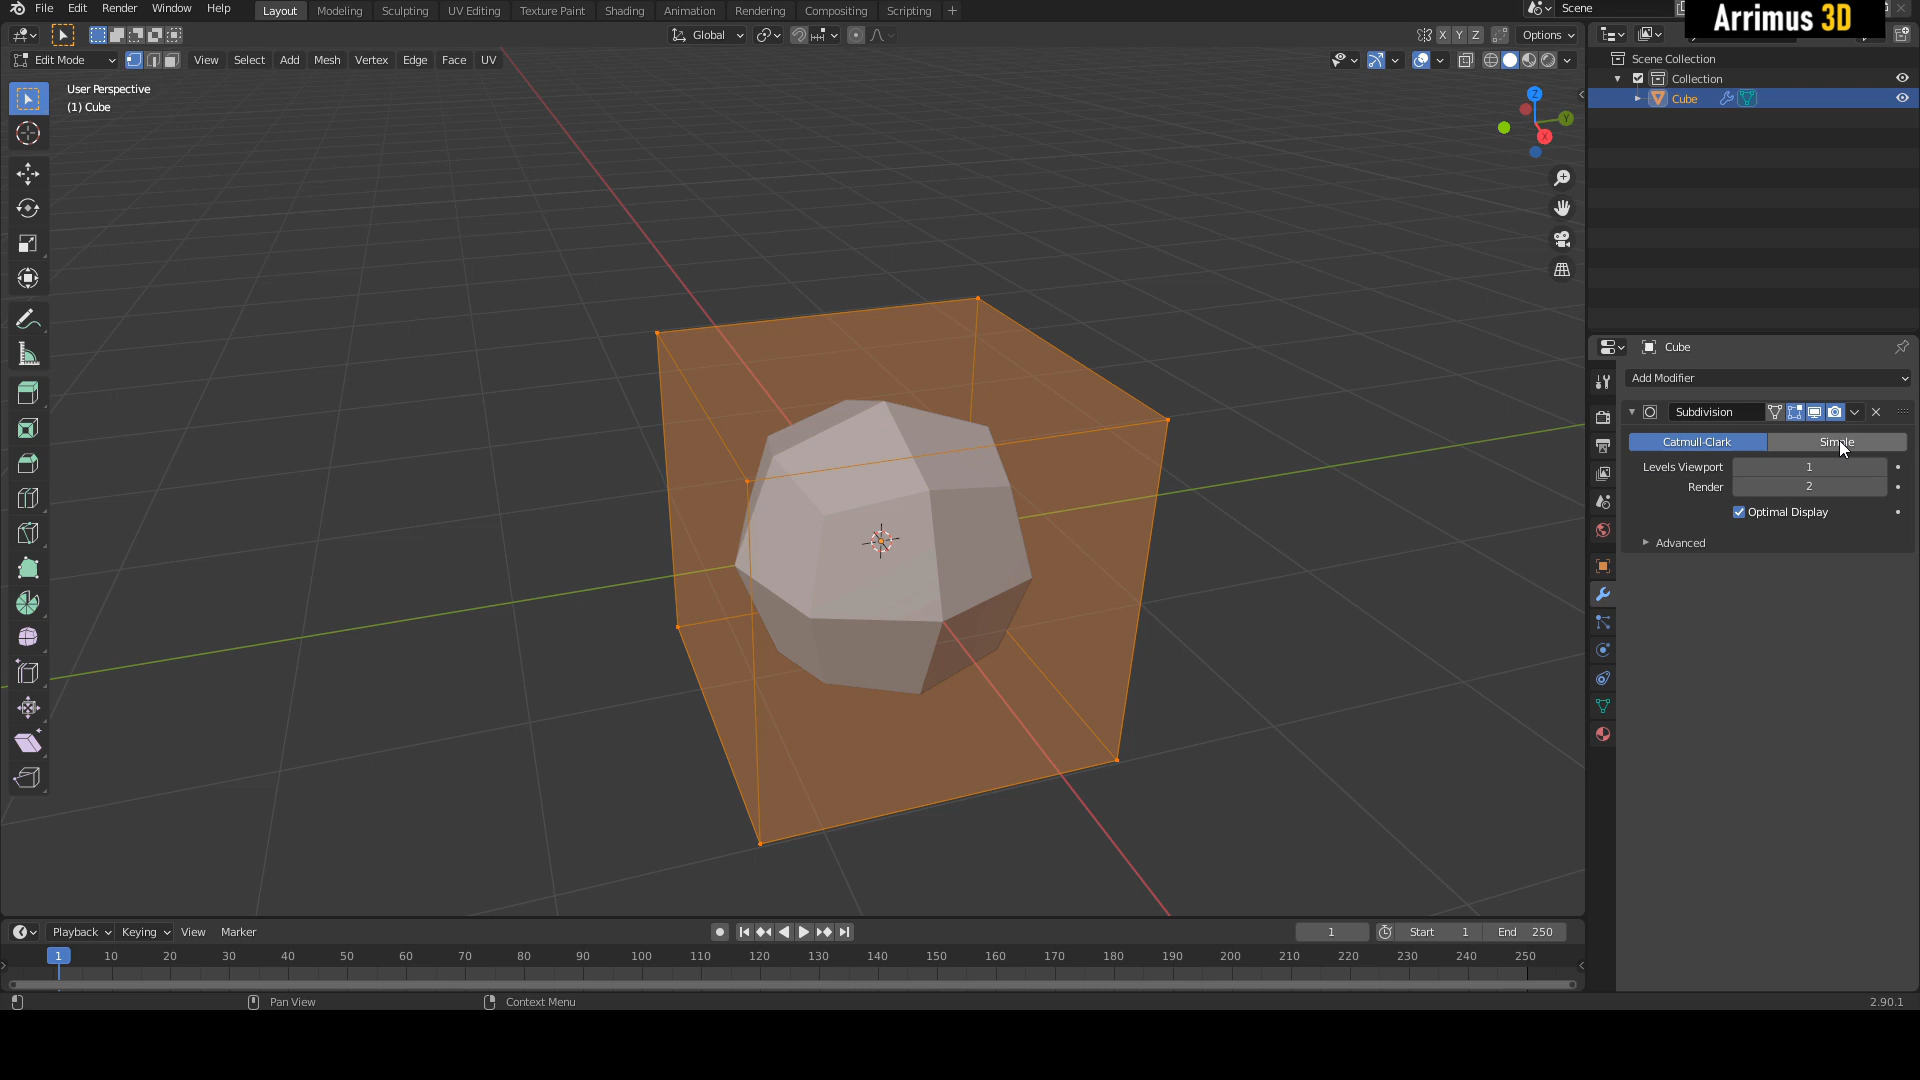 File Edit Render Window Help Layout Modeling Sculpting UV Editing Texture Paint Shading Animation Rendering Compositing Scripting + Scene
Arrimus 3D
Global X Y Z Options
Edit Mode View Select Add Mesh Vertex Edge Face UV
User Perspective
(1) Cube
Z
Y
X
Scene Collection
Collection
Cube
Cube
Add Modifier
Subdivision
Catmull-Clark Simple
Levels Viewport 1
Render 2
Optimal Display
Advanced
Playback Keying View Marker 1 Start 1 End 250
1 10 20 30 40 50 60 70 80 90 100 110 120 130 140 150 160 170 180 190 200 210 220 230 240 250
Pan View Context Menu 2.90.1